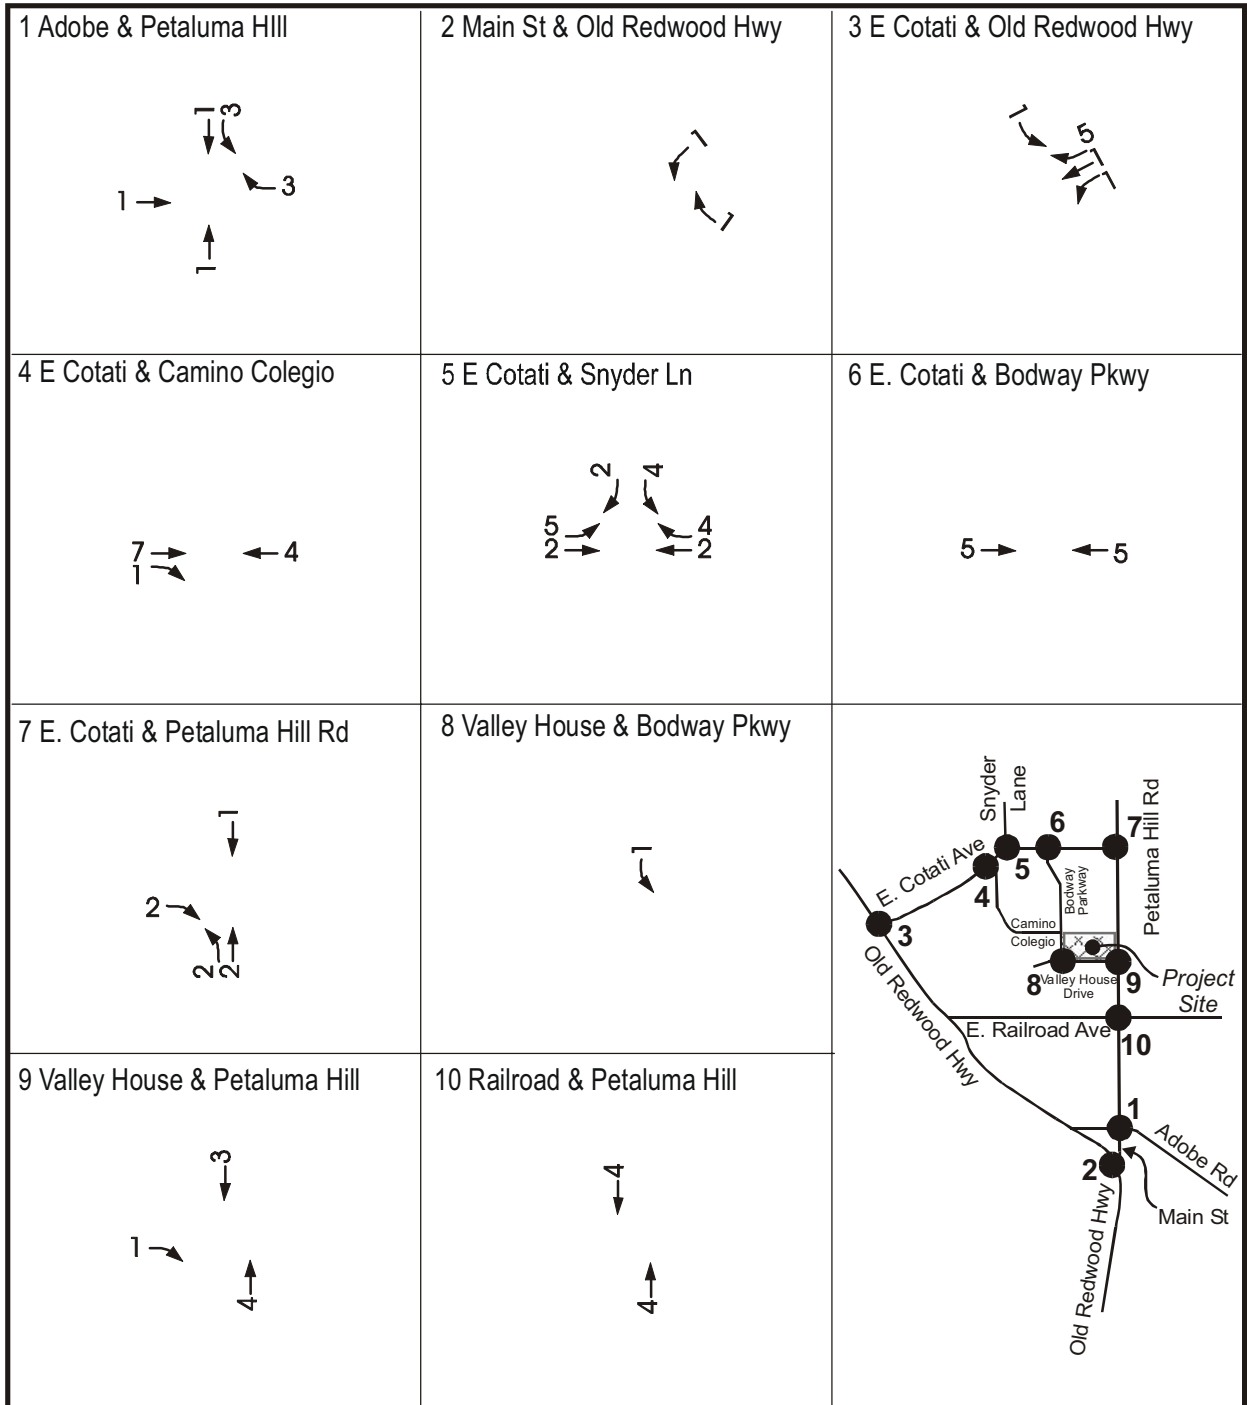 1 Adobe & Petaluma HIll
1 3
3
1
1
2 Main St & Old Redwood Hwy
1
1
3 E Cotati & Old Redwood Hwy
1
5
1
1
4 E Cotati & Camino Colegio
7 4
1
5 E Cotati & Snyder Ln
2 4
5 4
2 2
6 E. Cotati & Bodway Pkwy
5 5
7 E. Cotati & Petaluma Hill Rd
1
2
2 2
8 Valley House & Bodway Pkwy
1
9 Valley House & Petaluma Hill
3
1
4
10 Railroad & Petaluma Hill
4
4
Snyder
Lane
Petaluma Hill Rd
6
7
E. Cotati Ave
5
4
Bodway
Parkway
3
Camino
Colegio
Old Redwood Hwy
8
Valley House
Drive
9
Project
Site
E. Railroad Ave
10
1
Adobe Rd
2
Main St
Old Redwood Hwy